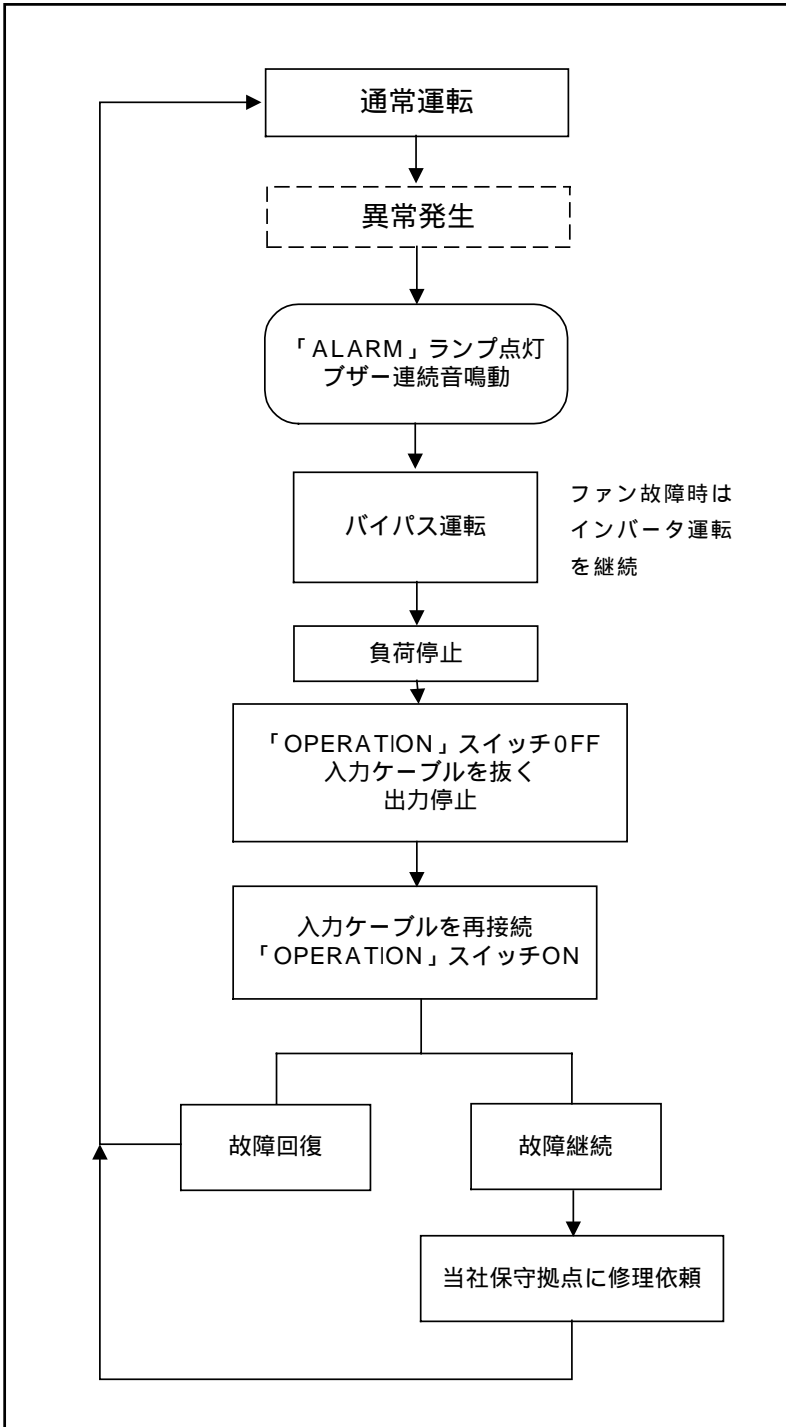 通常運転
異常発生
「ALARM」ランプ点灯
ブザー連続音鳴動
バイパス運転
ファン故障時は
インバータ運転
を継続
負荷停止
「OPERATION」スイッチ0FF
入力ケーブルを抜く
出力停止
入力ケーブルを再接続
「OPERATION」スイッチON
故障回復
故障継続
当社保守拠点に修理依頼